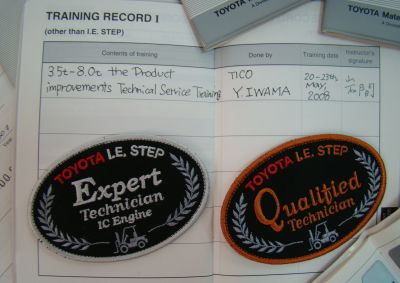 TRAINING RECORD I
(other than I.E. STEP)
Contents of training Done by Training date Instructor's signature
3.5t-8.0t the Product TICO 20-23th
improvements Technical Service Training Y. IWAMA May,
2008
TOYOTA I.E. STEP
Expert
Technician
IC Engine
TOYOTA I.E. STEP
Qualified
Technician
TOYOTA
A Division
TOYOTA Mate
A Divi